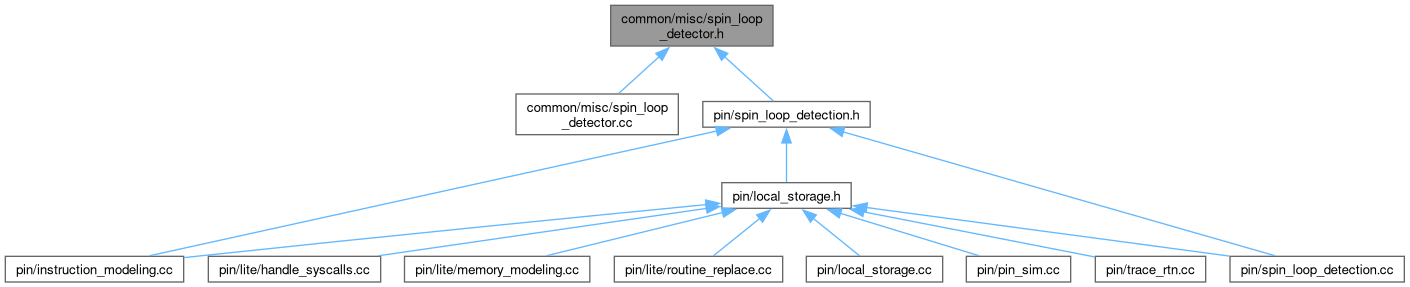 common/misc/spin_loop
_detector.h
common/misc/spin_loop
_detector.cc
pin/spin_loop_detection.h
pin/local_storage.h
pin/instruction_modeling.cc
pin/lite/handle_syscalls.cc
pin/lite/memory_modeling.cc
pin/lite/routine_replace.cc
pin/local_storage.cc
pin/pin_sim.cc
pin/trace_rtn.cc
pin/spin_loop_detection.cc